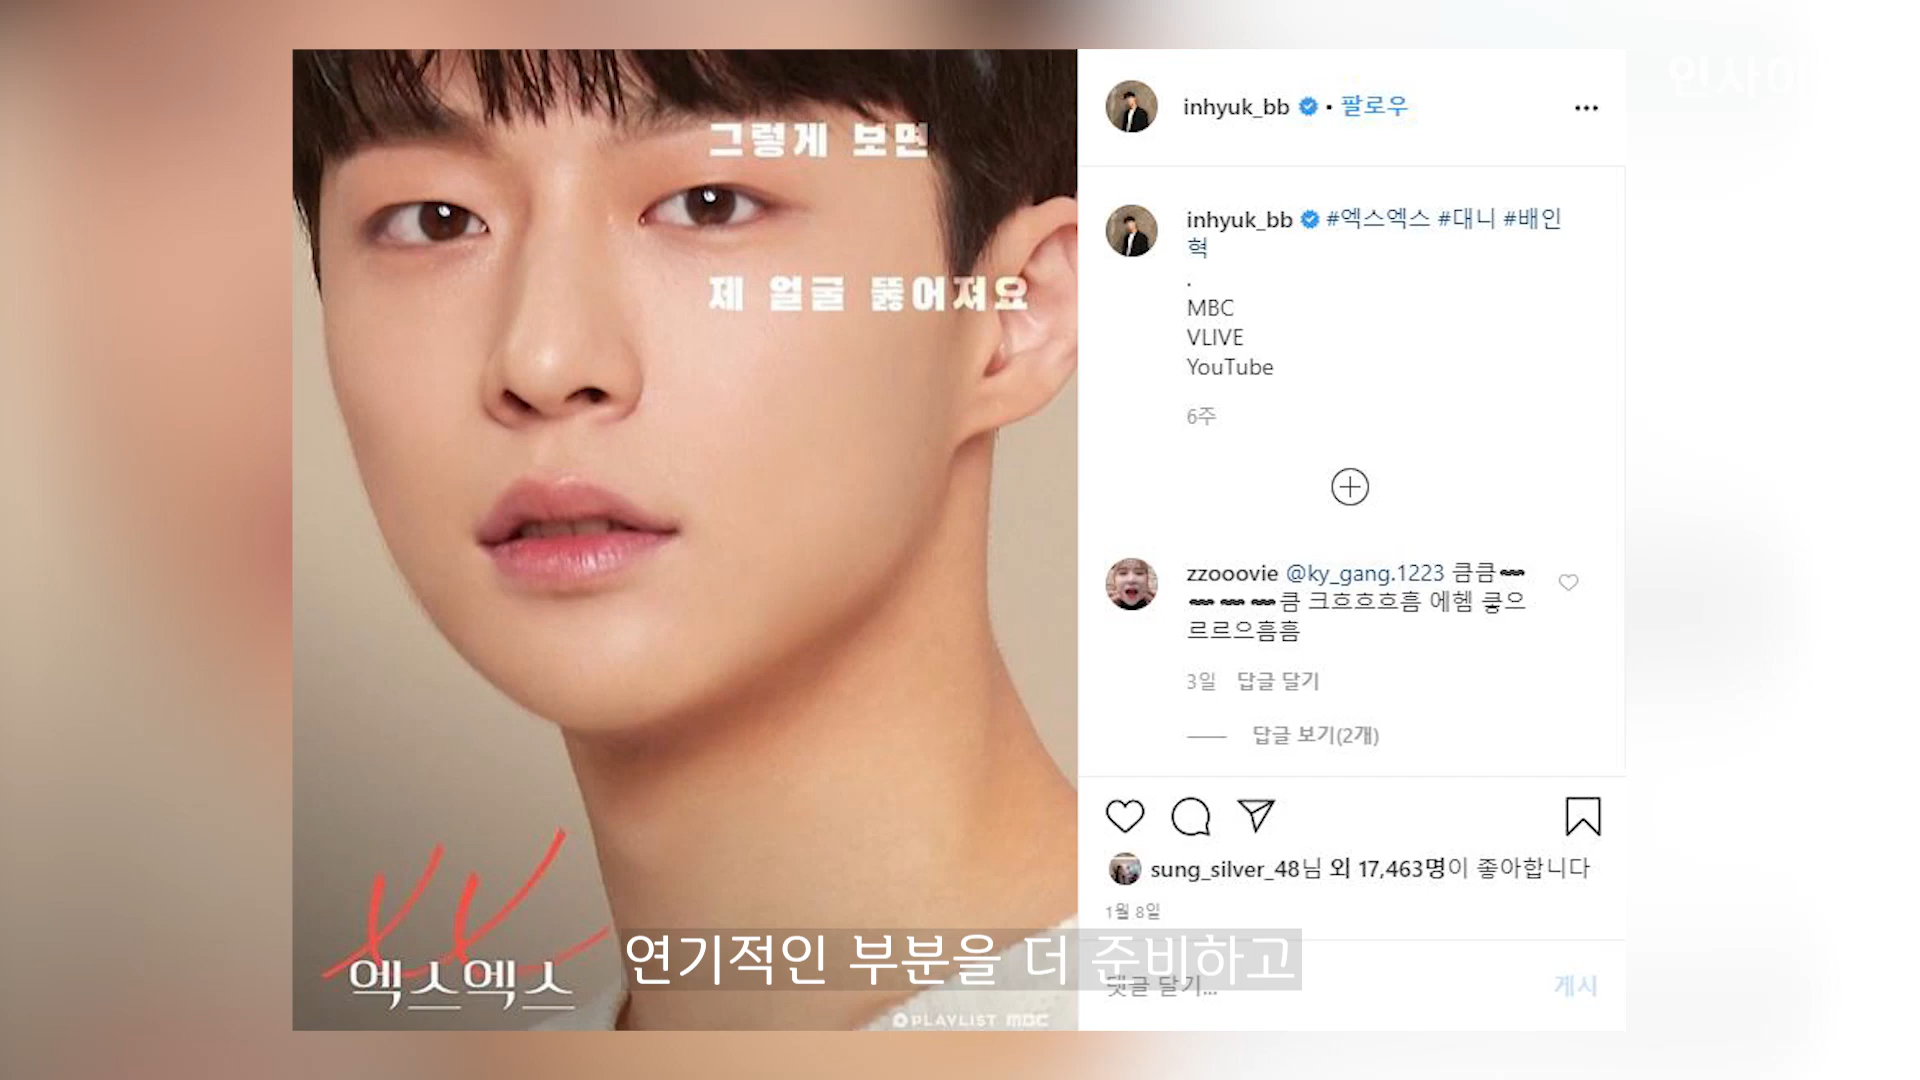 인사이
그렇게 보면
제 얼굴 뚫어져요
엑스엑스
PLAYLIST MBC
inhyuk_bb • 팔로우
inhyuk_bb #엑스엑스 #대니 #배인
혁
.
MBC
VLIVE
YouTube
6주
zzooovie @ky_gang.1223 큼큼
큼 크흐흐흐흠 에헴 쿻으
르르으흠흠
3일 답글 달기
답글 보기(2개)
sung_silver_48님 외 17,463명이 좋아합니다
1월 8일
댓글 달기... 게시
연기적인 부분을 더 준비하고